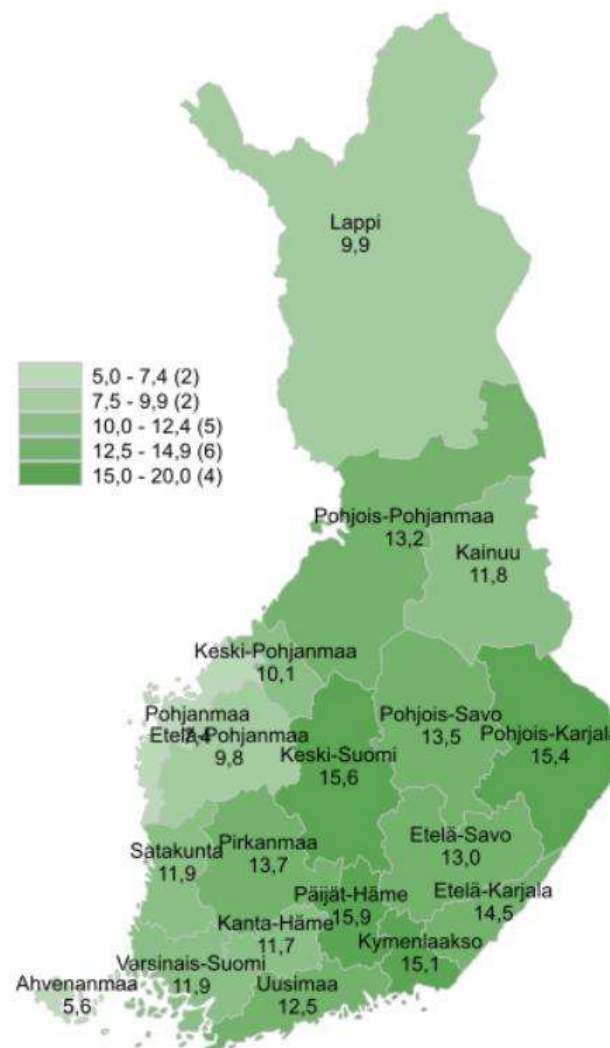 Lappi
9,9
5,0 - 7,4 (2)
7,5 - 9,9 (2)
10,0 - 12,4 (5)
12,5 - 14,9 (6)
15,0 - 20,0 (4)
Pohjois-Pohjanmaa
13,2
Kainuu
11,8
Keski-Pohjanmaa
10,1
Pohjanmaa
7,4
Etelä-Pohjanmaa
9,8
Keski-Suomi
15,6
Pohjois-Savo
13,5
Pohjois-Karjala
15,4
Satakunta
11,9
Pirkanmaa
13,7
Etelä-Savo
13,0
Päijät-Häme
15,9
Etelä-Karjala
14,5
Kanta-Häme
11,7
Kymenlaakso
15,1
Varsinais-Suomi
11,9
Ahvenanmaa
5,6
Uusimaa
12,5